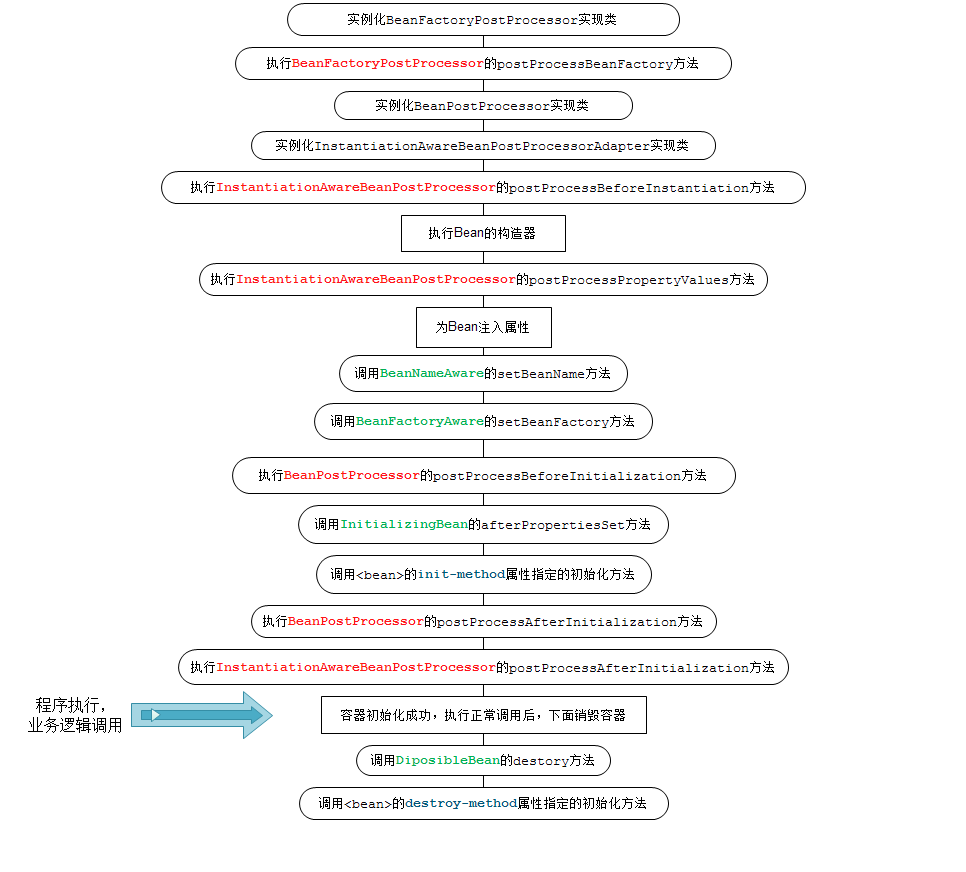 实例化BeanFactoryPostProcessor实现类
执行BeanFactoryPostProcessor的postProcessBeanFactory方法
实例化BeanPostProcessor实现类
实例化InstantiationAwareBeanPostProcessorAdapter实现类
执行InstantiationAwareBeanPostProcessor的postProcessBeforeInstantiation方法
执行Bean的构造器
执行InstantiationAwareBeanPostProcessor的postProcessPropertyValues方法
为Bean注入属性
调用BeanNameAware的setBeanName方法
调用BeanFactoryAware的setBeanFactory方法
执行BeanPostProcessor的postProcessBeforeInitialization方法
调用InitializingBean的afterPropertiesSet方法
调用<bean>的init-method属性指定的初始化方法
执行BeanPostProcessor的postProcessAfterInitialization方法
执行InstantiationAwareBeanPostProcessor的postProcessAfterInitialization方法
程序执行,
业务逻辑调用
容器初始化成功，执行正常调用后，下面销毁容器
调用DiposibleBean的destory方法
调用<bean>的destroy-method属性指定的初始化方法